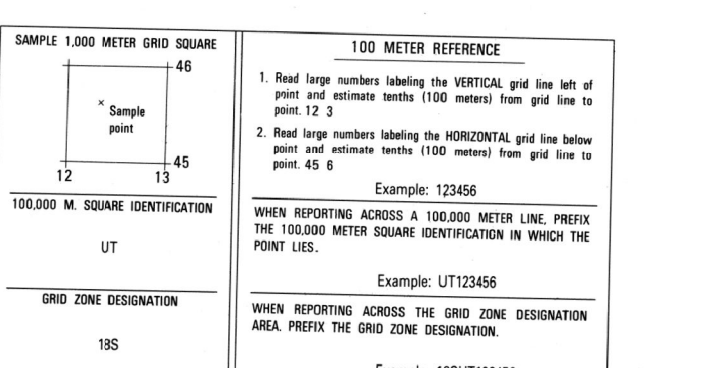 SAMPLE 1,000 METER GRID SQUARE
46
Sample
point
45
12
13
100,000 M. SQUARE IDENTIFICATION
UT
GRID ZONE DESIGNATION
18S
100 METER REFERENCE
1. Read large numbers labeling the VERTICAL grid line left of
point and estimate tenths (100 meters) from grid line to
point. 12 3
2. Read large numbers labeling the HORIZONTAL grid line below
point and estimate tenths (100 meters) from grid line to
point. 45 6
Example: 123456
WHEN REPORTING ACROSS A 100,000 METER LINE, PREFIX
THE 100,000 METER SQUARE IDENTIFICATION IN WHICH THE
POINT LIES.
Example: UT123456
WHEN REPORTING ACROSS THE GRID ZONE DESIGNATION
AREA, PREFIX THE GRID ZONE DESIGNATION.